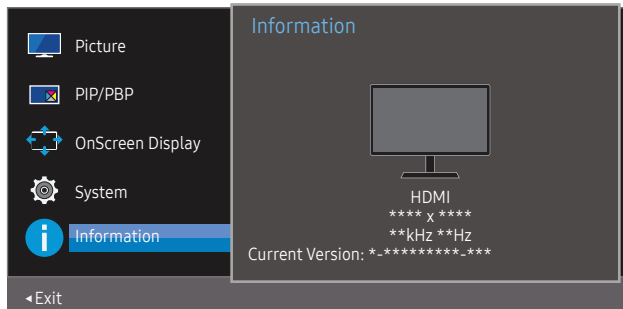 Picture
PIP/PBP
OnScreen Display
System
Information
Information
HDMI
**** x ****
**kHz **Hz
Current Version: *-*********-***
◂Exit